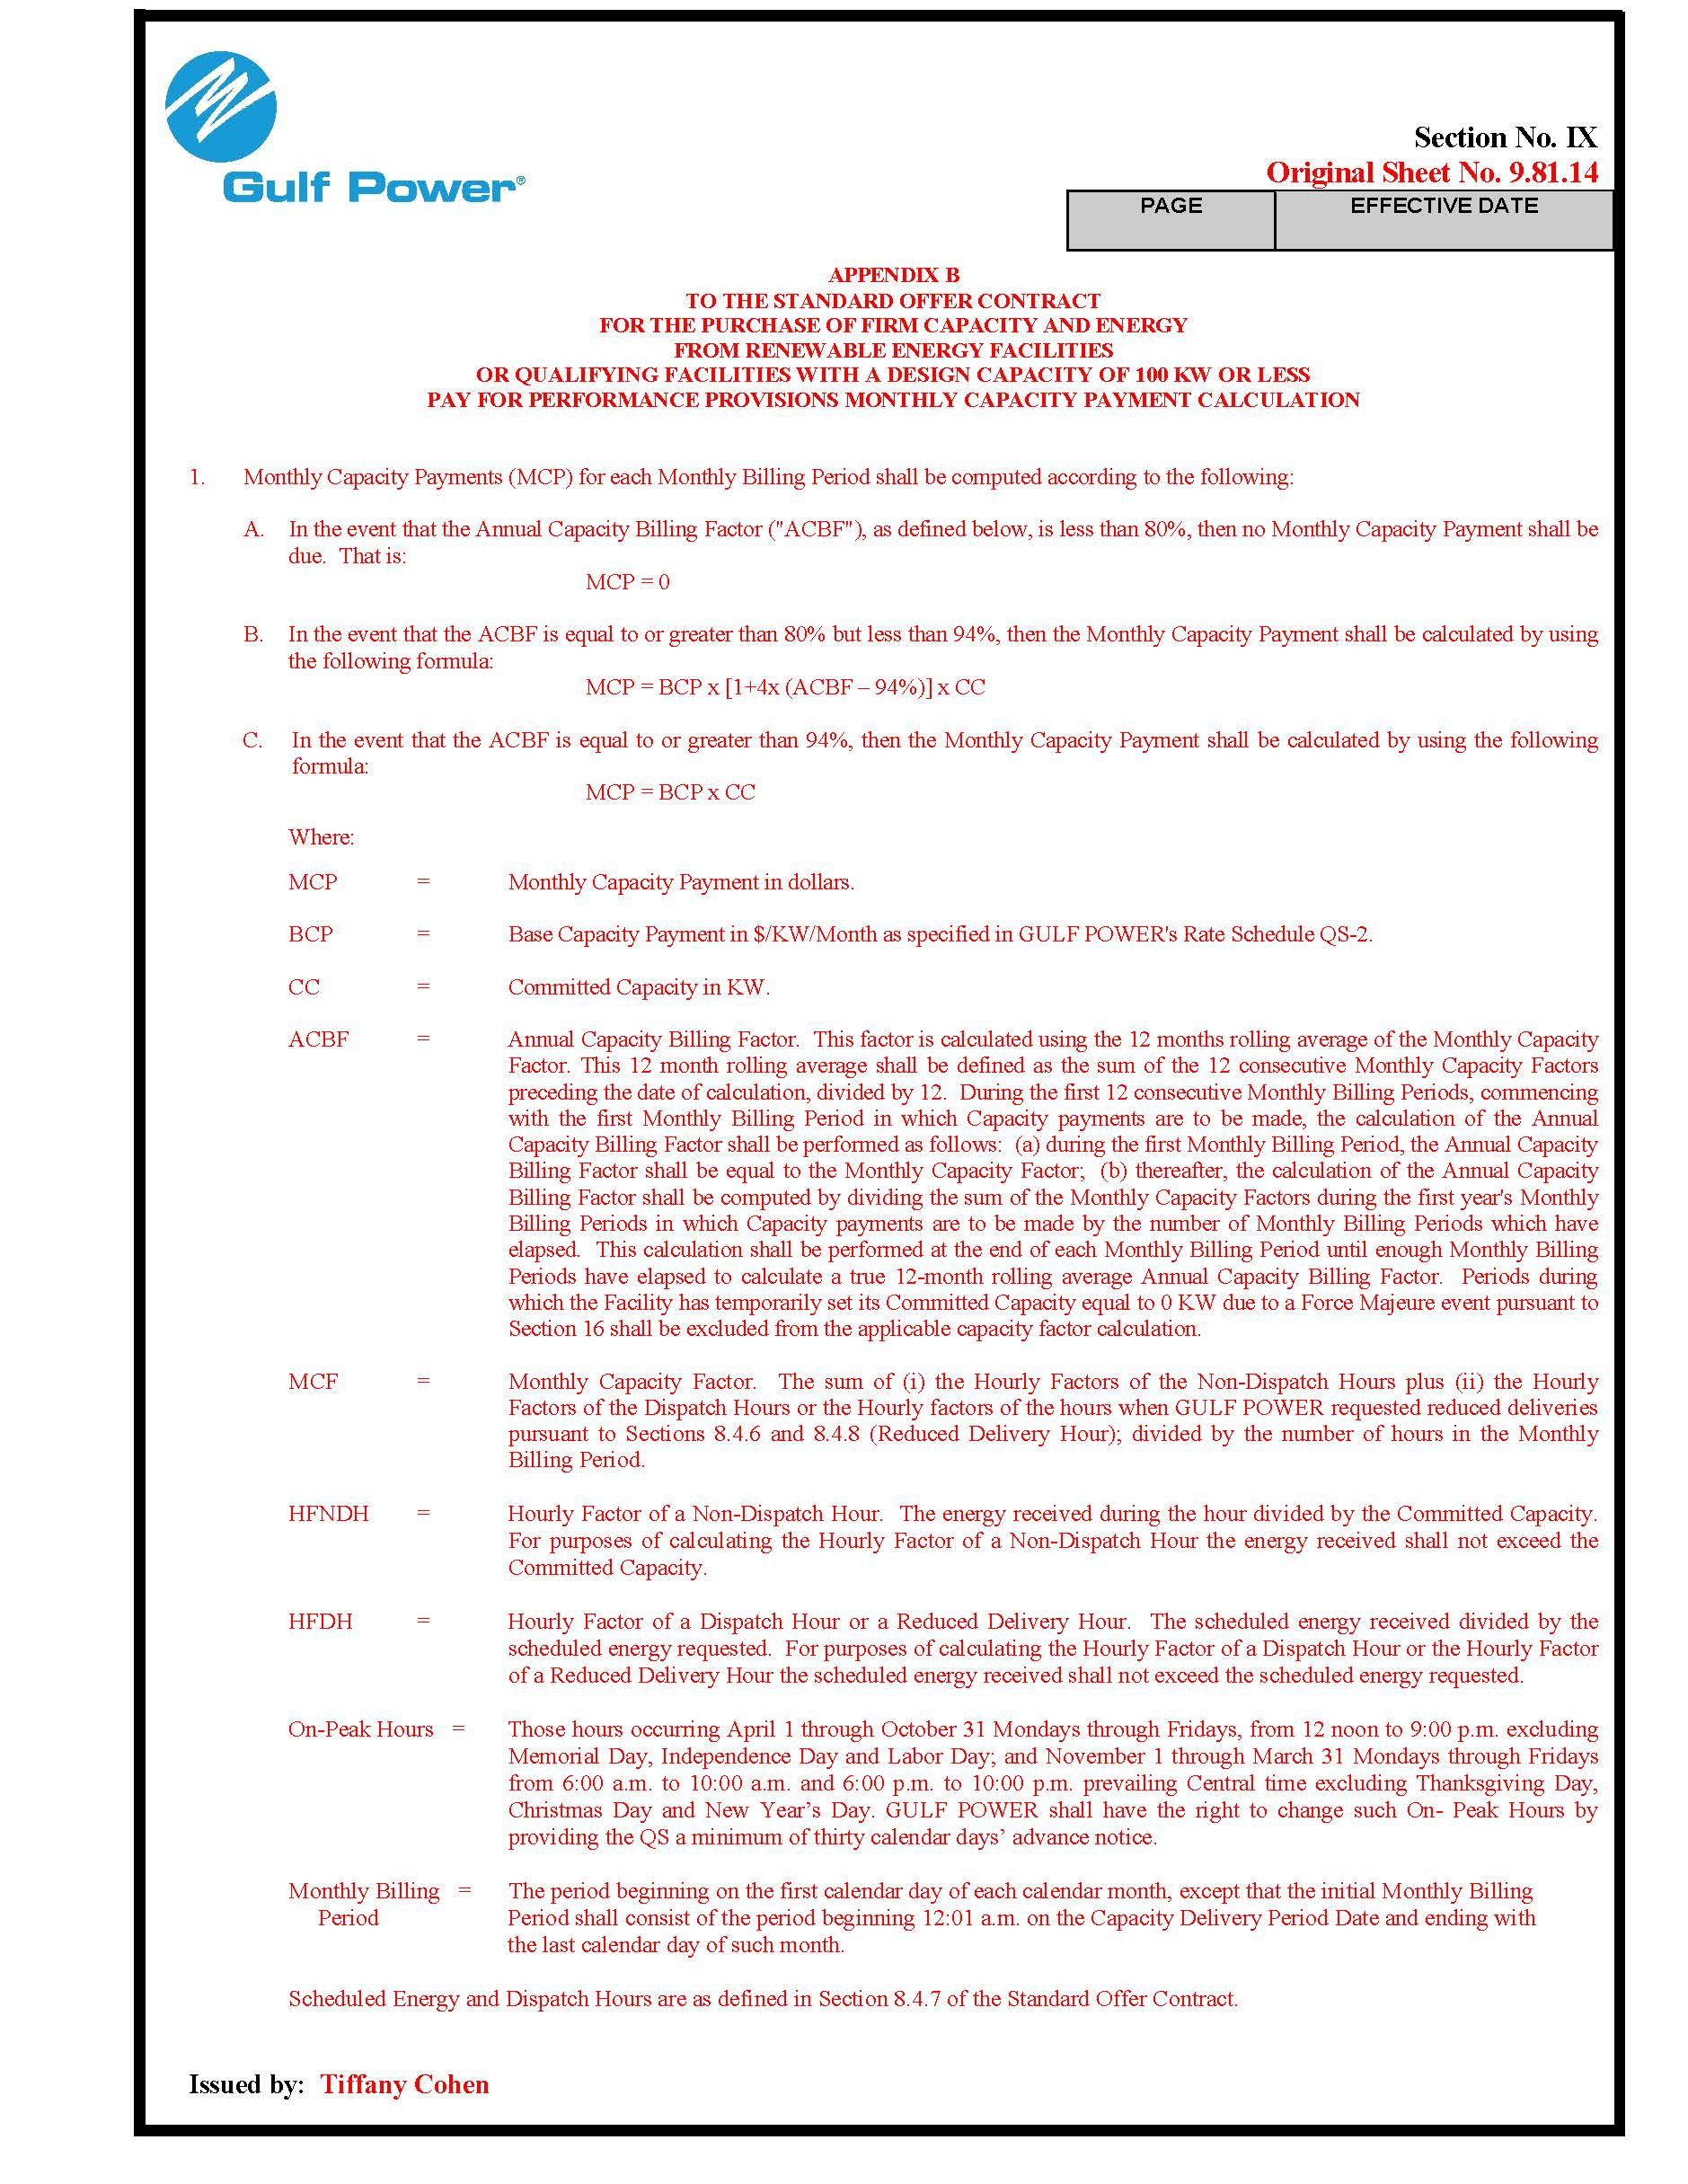 Gulf Power®
Section No. IX
Original Sheet No. 9.81.14
PAGE
EFFECTIVE DATE
APPENDIX B
TO THE STANDARD OFFER CONTRACT
FOR THE PURCHASE OF FIRM CAPACITY AND ENERGY
FROM RENEWABLE ENERGY FACILITIES
OR QUALIFYING FACILITIES WITH A DESIGN CAPACITY OF 100 KW OR LESS
PAY FOR PERFORMANCE PROVISIONS MONTHLY CAPACITY PAYMENT CALCULATION
1. Monthly Capacity Payments (MCP) for each Monthly Billing Period shall be computed according to the following:
A. In the event that the Annual Capacity Billing Factor ("ACBF"), as defined below, is less than 80%, then no Monthly Capacity Payment shall be
due. That is:
MCP = 0
B. In the event that the ACBF is equal to or greater than 80% but less than 94%, then the Monthly Capacity Payment shall be calculated by using
the following formula:
MCP = BCP x [1+4x (ACBF – 94%)] x CC
C. In the event that the ACBF is equal to or greater than 94%, then the Monthly Capacity Payment shall be calculated by using the following
formula:
MCP = BCP x CC
Where:
MCP = Monthly Capacity Payment in dollars.
BCP = Base Capacity Payment in $/KW/Month as specified in GULF POWER's Rate Schedule QS-2.
CC = Committed Capacity in KW.
ACBF = Annual Capacity Billing Factor. This factor is calculated using the 12 months rolling average of the Monthly Capacity
Factor. This 12 month rolling average shall be defined as the sum of the 12 consecutive Monthly Capacity Factors
preceding the date of calculation, divided by 12. During the first 12 consecutive Monthly Billing Periods, commencing
with the first Monthly Billing Period in which Capacity payments are to be made, the calculation of the Annual
Capacity Billing Factor shall be performed as follows: (a) during the first Monthly Billing Period, the Annual Capacity
Billing Factor shall be equal to the Monthly Capacity Factor; (b) thereafter, the calculation of the Annual Capacity
Billing Factor shall be computed by dividing the sum of the Monthly Capacity Factors during the first year's Monthly
Billing Periods in which Capacity payments are to be made by the number of Monthly Billing Periods which have
elapsed. This calculation shall be performed at the end of each Monthly Billing Period until enough Monthly Billing
Periods have elapsed to calculate a true 12-month rolling average Annual Capacity Billing Factor. Periods during
which the Facility has temporarily set its Committed Capacity equal to 0 KW due to a Force Majeure event pursuant to
Section 16 shall be excluded from the applicable capacity factor calculation.
MCF = Monthly Capacity Factor. The sum of (i) the Hourly Factors of the Non-Dispatch Hours plus (ii) the Hourly
Factors of the Dispatch Hours or the Hourly factors of the hours when GULF POWER requested reduced deliveries
pursuant to Sections 8.4.6 and 8.4.8 (Reduced Delivery Hour); divided by the number of hours in the Monthly
Billing Period.
HFNDH = Hourly Factor of a Non-Dispatch Hour. The energy received during the hour divided by the Committed Capacity.
For purposes of calculating the Hourly Factor of a Non-Dispatch Hour the energy received shall not exceed the
Committed Capacity.
HFDH = Hourly Factor of a Dispatch Hour or a Reduced Delivery Hour. The scheduled energy received divided by the
scheduled energy requested. For purposes of calculating the Hourly Factor of a Dispatch Hour or the Hourly Factor
of a Reduced Delivery Hour the scheduled energy received shall not exceed the scheduled energy requested.
On-Peak Hours = Those hours occurring April 1 through October 31 Mondays through Fridays, from 12 noon to 9:00 p.m. excluding
Memorial Day, Independence Day and Labor Day; and November 1 through March 31 Mondays through Fridays
from 6:00 a.m. to 10:00 a.m. and 6:00 p.m. to 10:00 p.m. prevailing Central time excluding Thanksgiving Day,
Christmas Day and New Year’s Day. GULF POWER shall have the right to change such On- Peak Hours by
providing the QS a minimum of thirty calendar days’ advance notice.
Monthly Billing = The period beginning on the first calendar day of each calendar month, except that the initial Monthly Billing
Period Period shall consist of the period beginning 12:01 a.m. on the Capacity Delivery Period Date and ending with
the last calendar day of such month.
Scheduled Energy and Dispatch Hours are as defined in Section 8.4.7 of the Standard Offer Contract.
Issued by: Tiffany Cohen